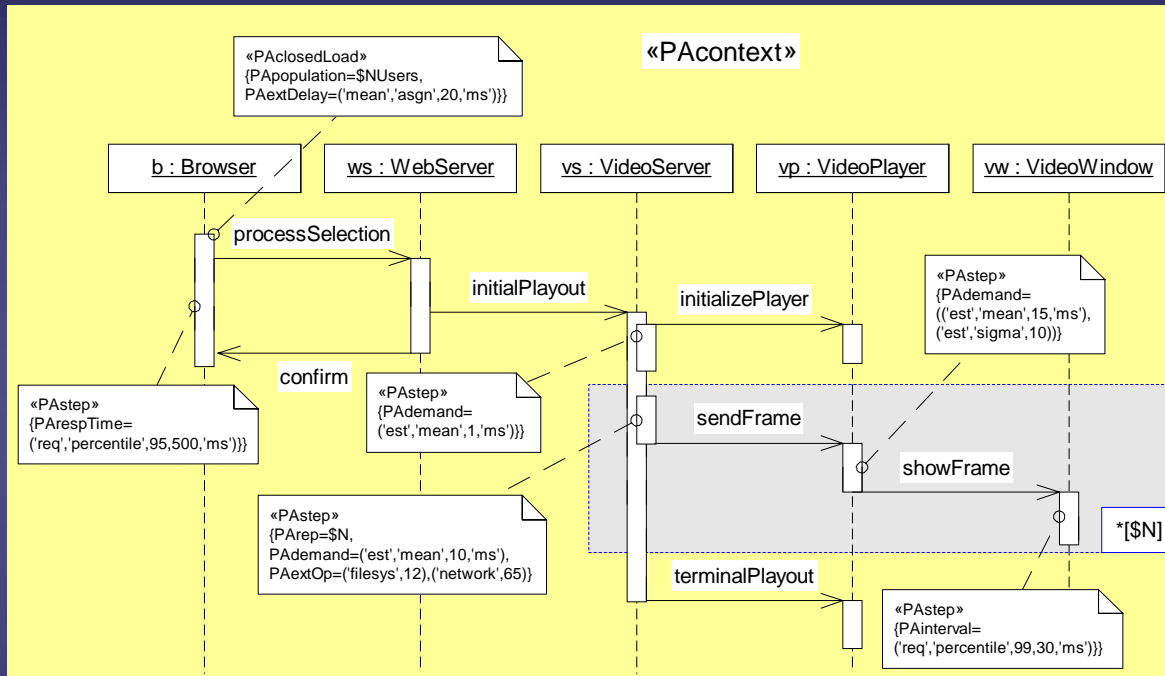 «PAcontext»
«PAclosedLoad»
{PApopulation=$NUsers,
PAextDelay=('mean','asgn',20,'ms')}}
b : Browser
ws : WebServer
vs : VideoServer
vp : VideoPlayer
vw : VideoWindow
processSelection
initialPlayout
initializePlayer
«PAstep»
{PAdemand=
(('est','mean',15,'ms'),
('est','sigma',10))}
confirm
«PAstep»
{PArespTime=
('req','percentile',95,500,'ms')}}
«PAstep»
{PAdemand=
('est','mean',1,'ms')}}
sendFrame
showFrame
«PAstep»
{PArep=$N,
PAdemand=('est','mean',10,'ms'),
PAextOp=('filesys',12),('network',65)}
*[$N]
terminalPlayout
«PAstep»
{PAinterval=
('req','percentile',99,30,'ms')}}